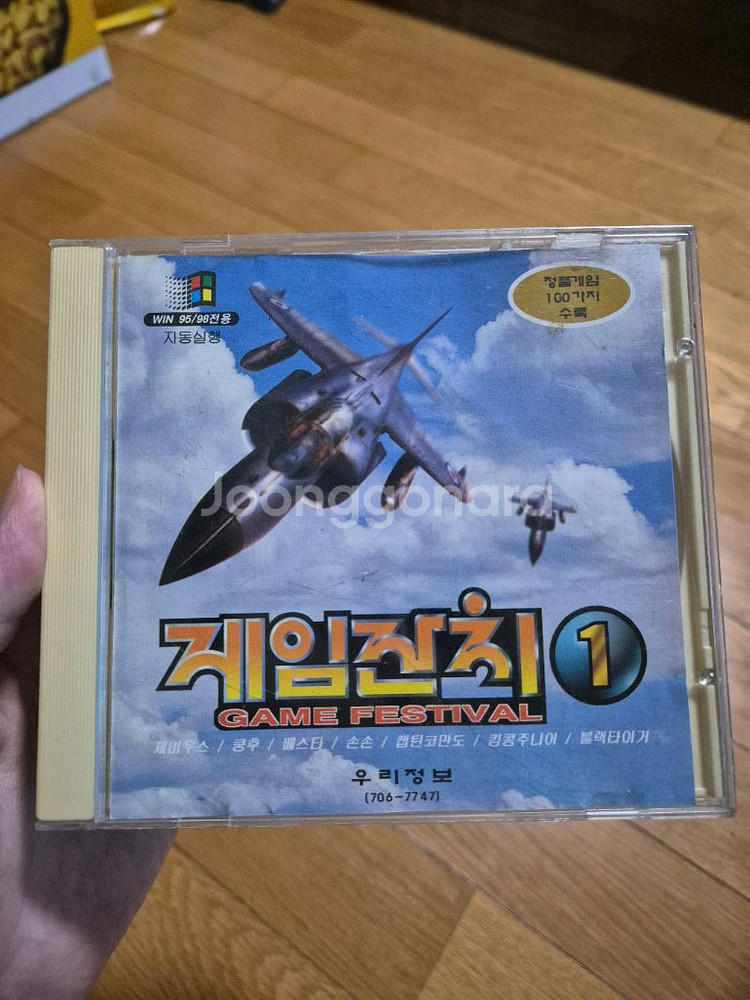 WIN 95/98전용
자동실행
정품게임
100가지
수록
Joonggonara
게임잔치 1
GAME FESTIVAL
제비우스 / 쿵후 / 베스타 / 손손 / 캡틴코만도 / 킹콩주니어 / 블랙타이거
우리정보
(706-7747)